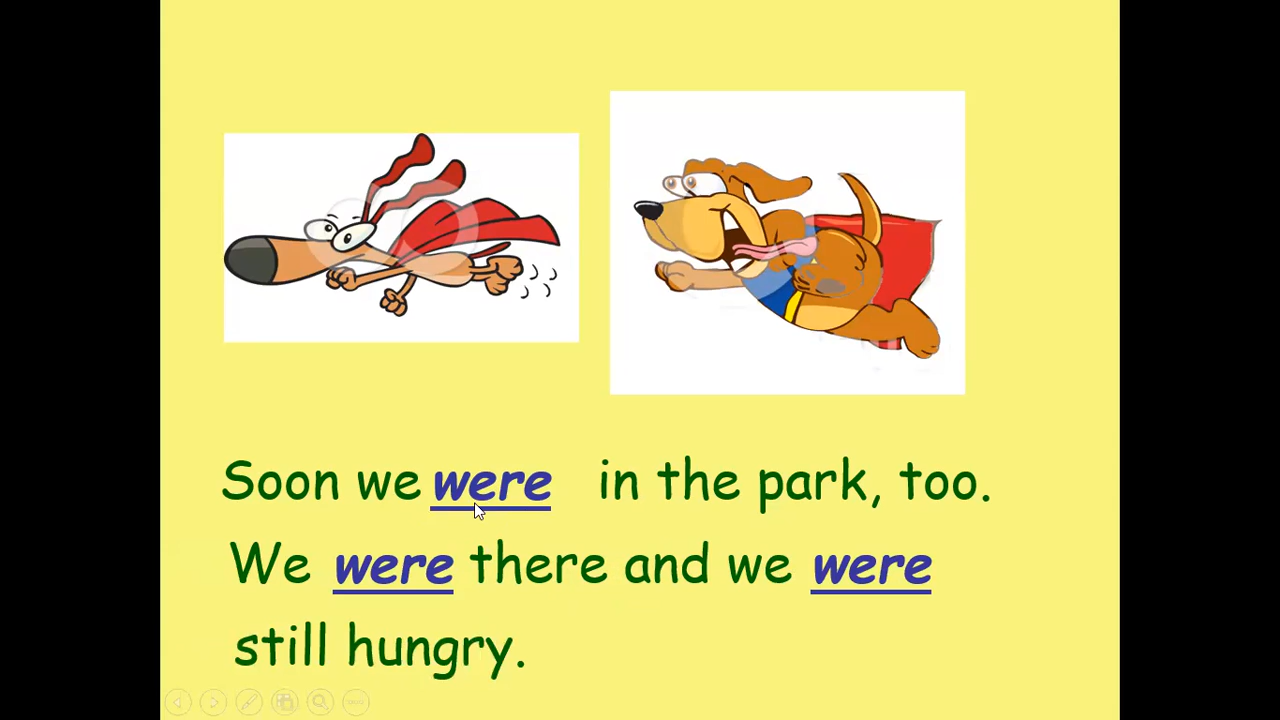 Soon we were in the park, too.
We were there and we were
still hungry.